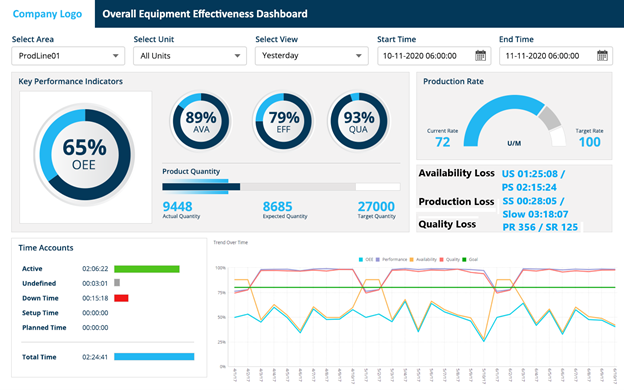 Company Logo
Overall Equipment Effectiveness Dashboard
Select Area
Select Unit
Select View
Start Time
End Time
ProdLine01
All Units
Yesterday
10-11-2020 06:00:00
11-11-2020 06:00:00
Key Performance Indicators
65%
OEE
89%
AVA
79%
EFF
93%
QUA
Product Quantity
9448
Actual Quantity
8685
Expected Quantity
27000
Target Quantity
Production Rate
Current Rate
72
U/M
Target Rate
100
Availability Loss
US 01:25:08 /
PS 02:15:24
Production Loss
SS 00:28:05 /
Slow 03:18:07
Quality Loss
PR 356 / SR 125
Time Accounts
Active 02:06:22
Undefined 00:03:01
Down Time 00:15:18
Setup Time 00:00:00
Planned Time 00:00:00
Total Time 02:24:41
Trend Over Time
OEE Performance Availability Quality Goal
100%
75%
50%
25%
0%